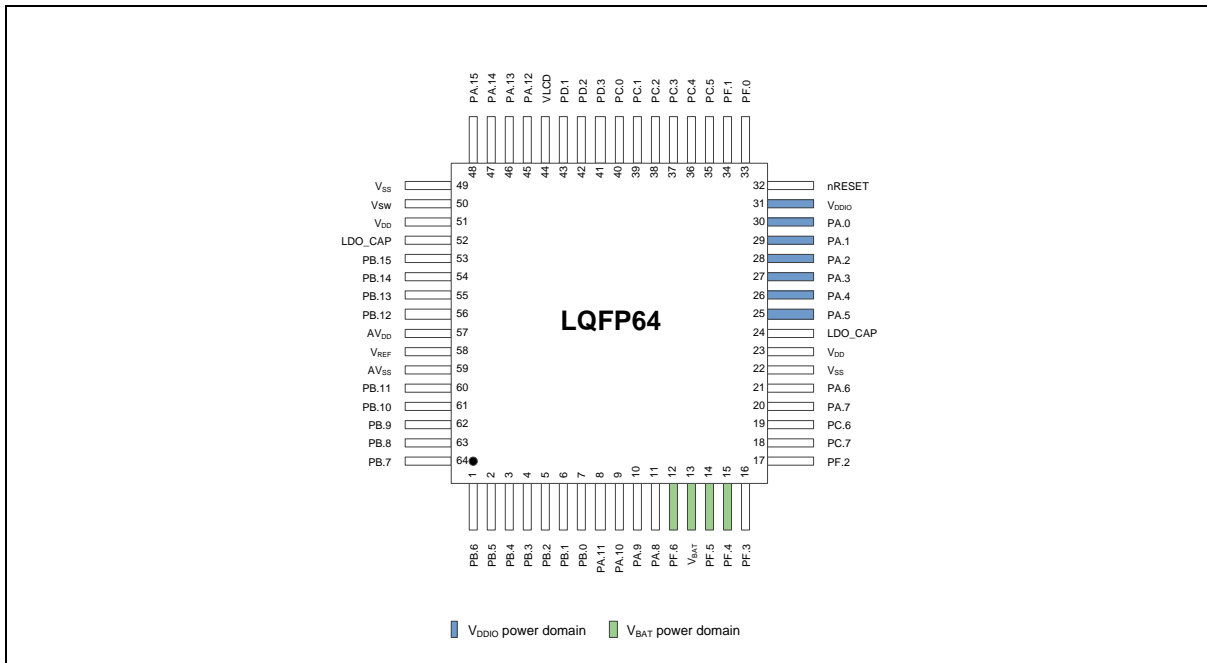 PA.15 PA.14 PA.13 PA.12 VLCD PD.1 PD.2 PD.3 PC.0 PC.1 PC.2 PC.3 PC.4 PC.5 PF.1 PF.0
48 47 46 45 44 43 42 41 40 39 38 37 36 35 34 33
VSS 49
Vsw 50
VDD 51
LDO_CAP 52
PB.15 53
PB.14 54
PB.13 55
PB.12 56
AVDD 57
VREF 58
AVSS 59
PB.11 60
PB.10 61
PB.9 62
PB.8 63
PB.7 64
LQFP64
32 nRESET
31 VDDIO
30 PA.0
29 PA.1
28 PA.2
27 PA.3
26 PA.4
25 PA.5
24 LDO_CAP
23 VDD
22 VSS
21 PA.6
20 PA.7
19 PC.6
18 PC.7
17 PF.2
1 2 3 4 5 6 7 8 9 10 11 12 13 14 15 16
PB.6 PB.5 PB.4 PB.3 PB.2 PB.1 PB.0 PA.11 PA.10 PA.9 PA.8 PF.6 VBAT PF.5 PF.4 PF.3
VDDIO power domain VBAT power domain